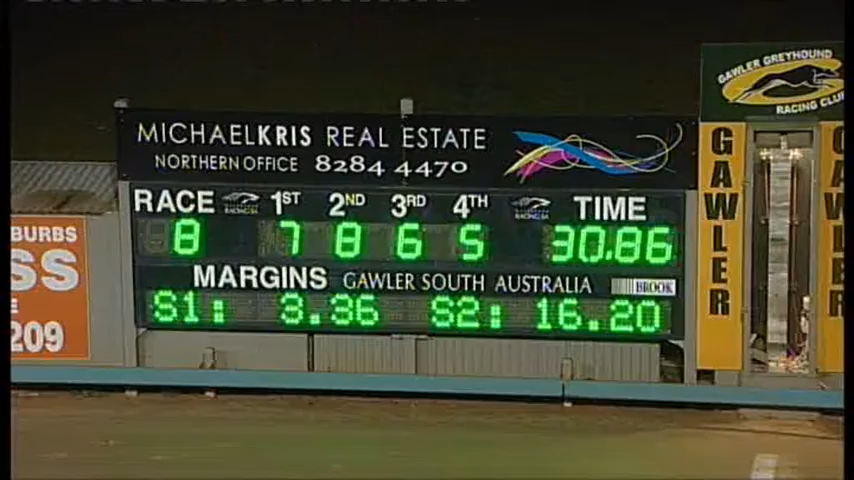 MICHAELKRIS REAL ESTATE
NORTHERN OFFICE 8284 4470
GAWLER GREYHOUND
RACING CLUB
RACE 1ST 2ND 3RD 4TH TIME
8 7 8 6 5 30.86
MARGINS GAWLER SOUTH AUSTRALIA BROOK
S1: 3.36 S2: 16.20
BURBS
209
GAWLER
GAWLER